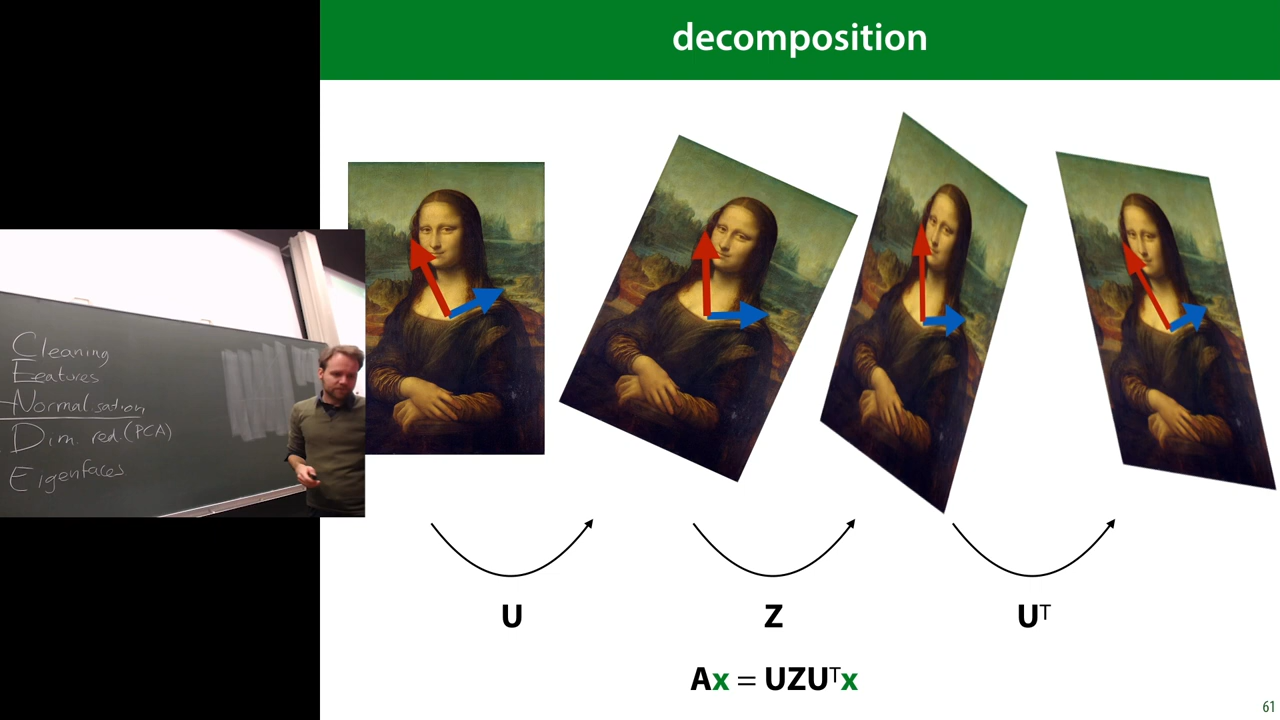 decomposition
Cleaning
Features
Normalisation
Dim. red. (PCA)
Eigenfaces
U
Z
Uᵀ
Ax = UZUᵀx
61